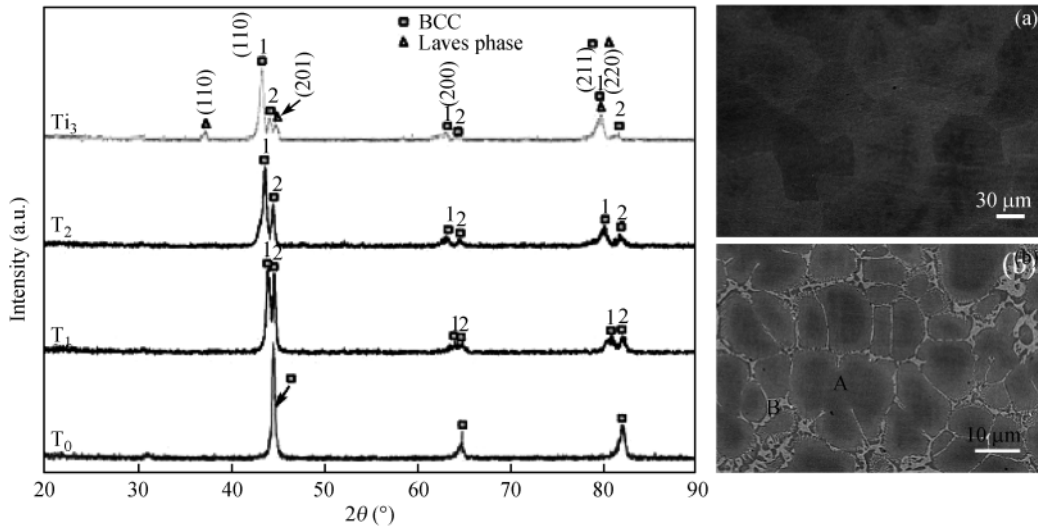 BCC
Laves phase
(110)
1
(201)
2
(110)
(200)
1
2
(211)
(220)
1
2
Ti3
1
2
1 2
1
2
T2
1 2
1 2
1 2
T1
T0
Intensity (a.u.)
20 30 40 50 60 70 80 90
2θ (°)
(a)
30 μm
(b)
(b)
A
B
10 μm